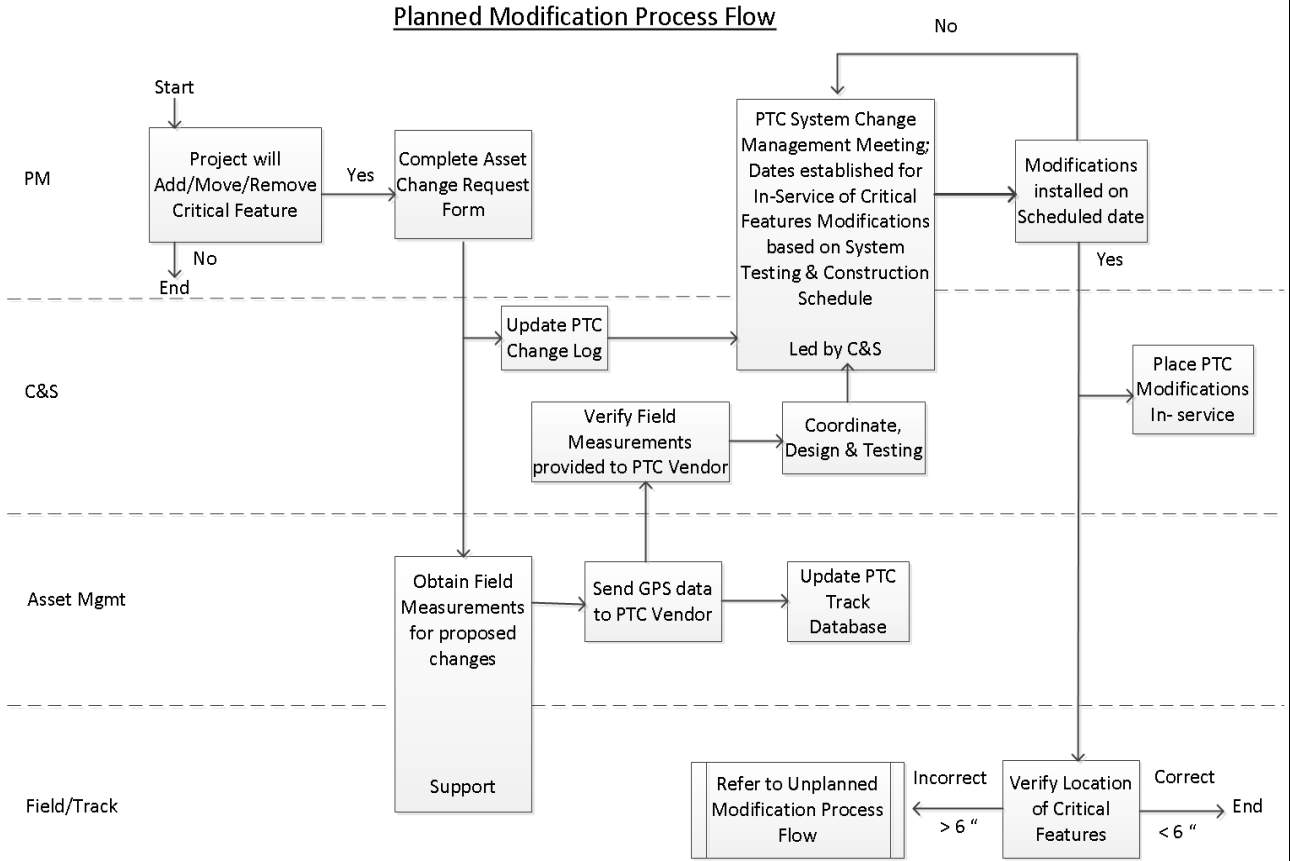 Planned Modification Process Flow
No
Start
PM
Project will
Add/Move/Remove
Critical Feature
Yes
No
End
Complete Asset
Change Request
Form
PTC System Change
Management Meeting;
Dates established for
In-Service of Critical
Features Modifications
based on System
Testing & Construction
Schedule
Led by C&S
Modifications
installed on
Scheduled date
Yes
C&S
Update PTC
Change Log
Verify Field
Measurements
provided to PTC Vendor
Coordinate,
Design & Testing
Place PTC
Modifications
In- service
Asset Mgmt
Obtain Field
Measurements
for proposed
changes
Support
Send GPS data
to PTC Vendor
Update PTC
Track
Database
Field/Track
Refer to Unplanned
Modification Process
Flow
Incorrect
> 6 “
Verify Location
of Critical
Features
Correct
< 6 “
End